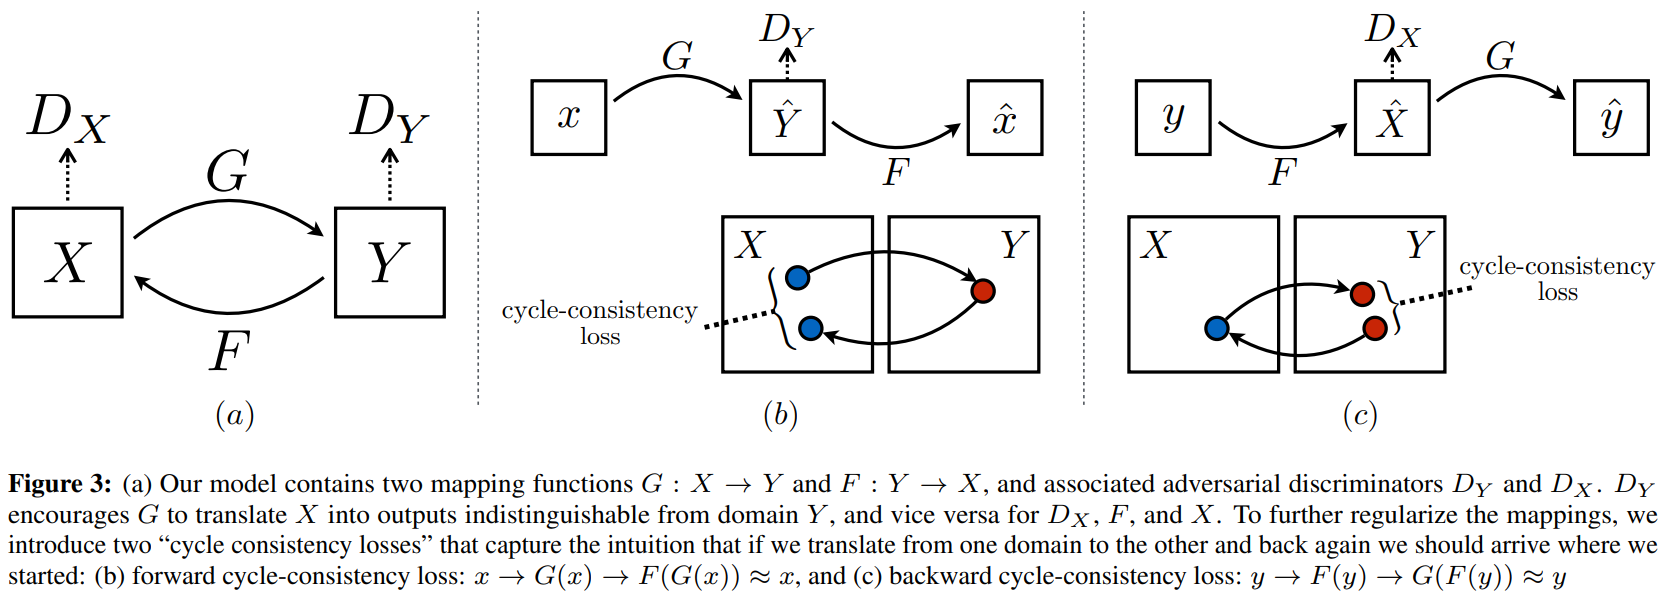 D_X
D_Y
G
X
Y
F
(a)
x
G
D_Y
Ŷ
F
x̂
X
Y
cycle-consistency
loss
(b)
y
F
D_X
X̂
G
ŷ
X
Y
cycle-consistency
loss
(c)
Figure 3: (a) Our model contains two mapping functions G : X → Y and F : Y → X, and associated adversarial discriminators D_Y and D_X. D_Y
encourages G to translate X into outputs indistinguishable from domain Y, and vice versa for D_X, F, and X. To further regularize the mappings, we
introduce two “cycle consistency losses” that capture the intuition that if we translate from one domain to the other and back again we should arrive where we
started: (b) forward cycle-consistency loss: x → G(x) → F(G(x)) ≈ x, and (c) backward cycle-consistency loss: y → F(y) → G(F(y)) ≈ y